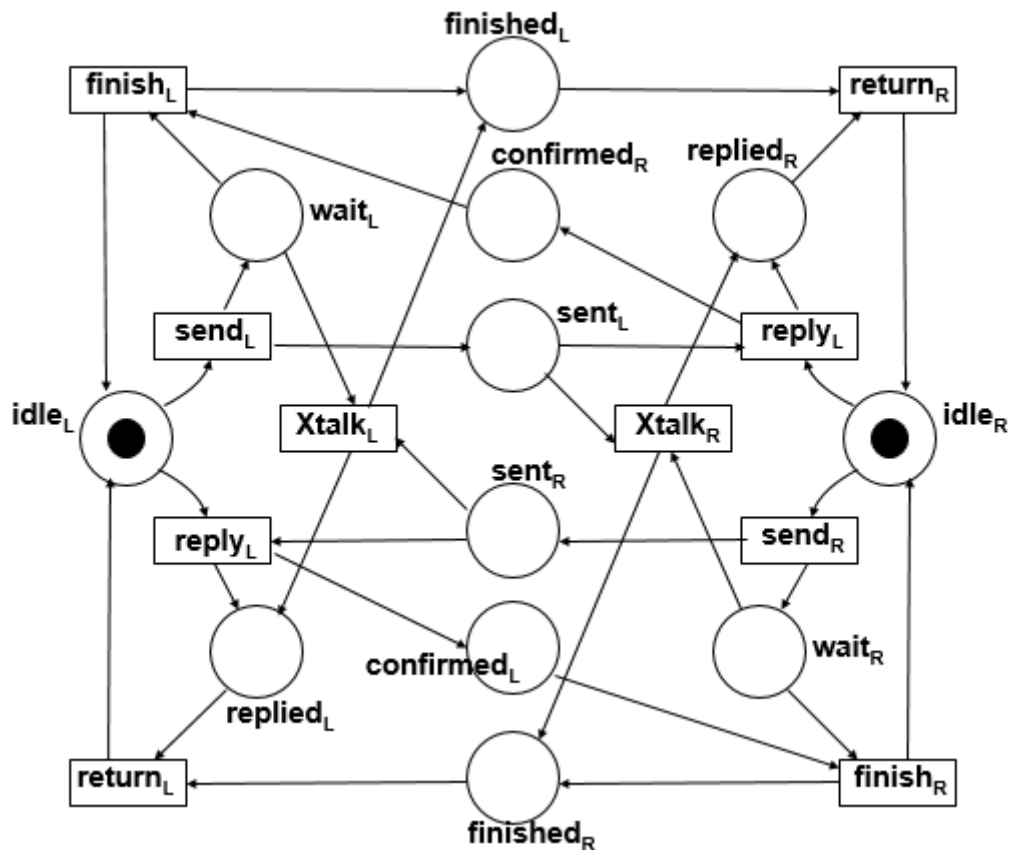 finished_L
finish_L
return_R
confirmed_R
replied_R
wait_L
sent_L
send_L
reply_L
idle_L
Xtalk_L
Xtalk_R
idle_R
sent_R
reply_L
send_R
confirmed_L
wait_R
replied_L
return_L
finish_R
finished_R